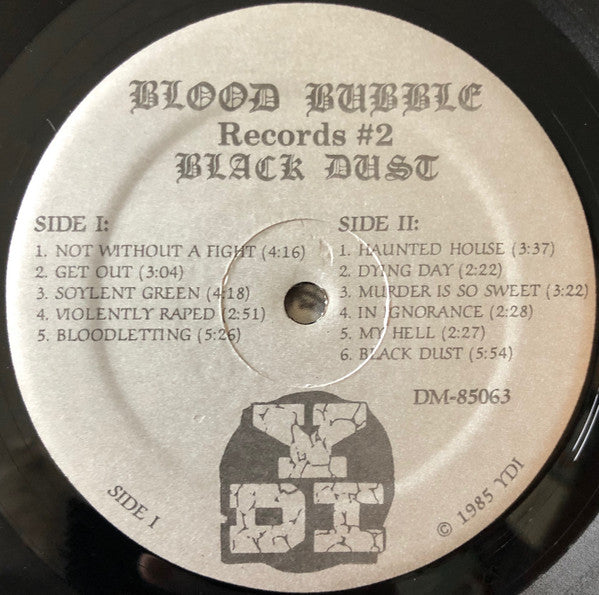 BLOOD BUBBLE
Records #2
BLACK DUST
SIDE I:
1. NOT WITHOUT A FIGHT (4:16)
2. GET OUT (3:04)
3. SOYLENT GREEN (4:18)
4. VIOLENTLY RAPED (2:51)
5. BLOODLETTING (5:26)
SIDE II:
1. HAUNTED HOUSE (3:37)
2. DYING DAY (2:22)
3. MURDER IS SO SWEET (3:22)
4. IN IGNORANCE (2:28)
5. MY HELL (2:27)
6. BLACK DUST (5:54)
DM-85063
Y
DI
SIDE I
© 1985 YDI